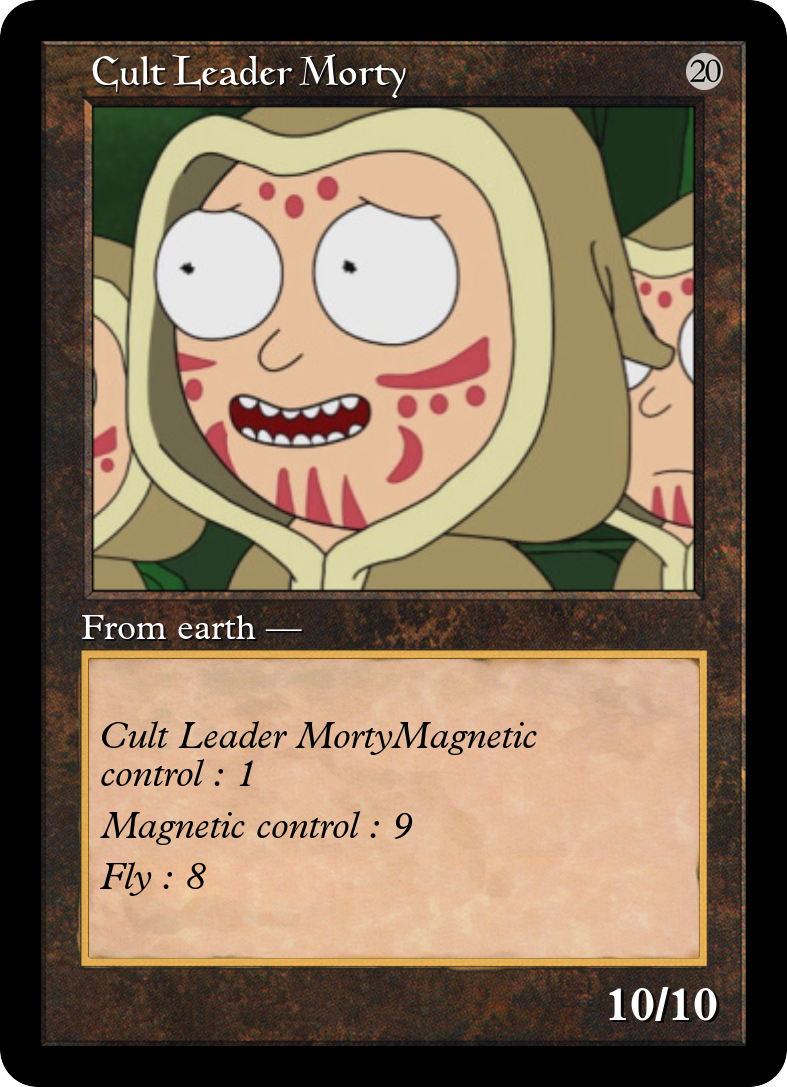 Cult Leader Morty
20
From earth —
Cult Leader MortyMagnetic
control : 1
Magnetic control : 9
Fly : 8
10/10